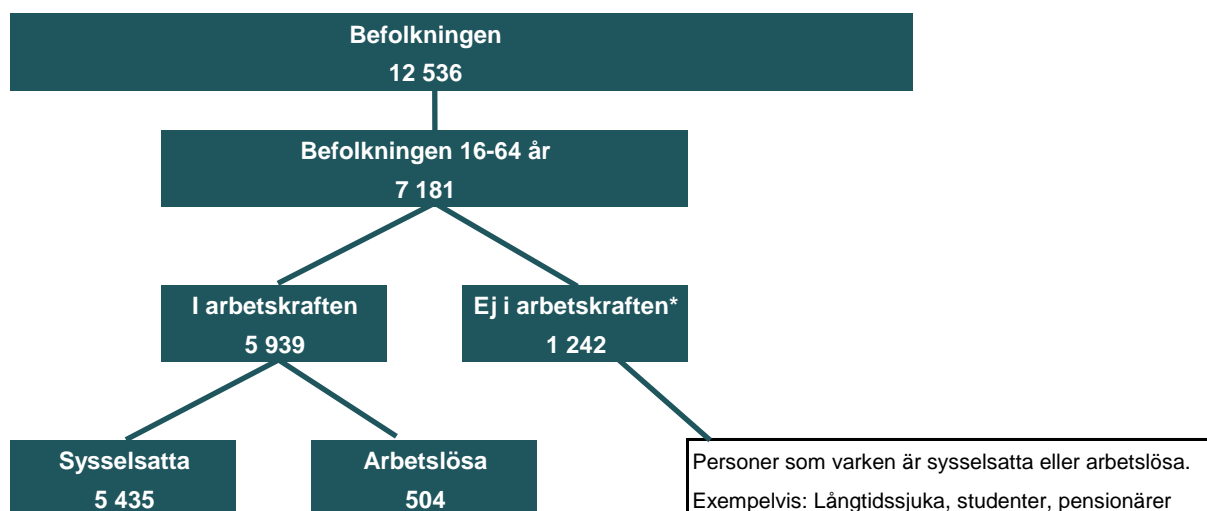 Befolkningen
12 536
Befolkningen 16-64 år
7 181
I arbetskraften
5 939
Ej i arbetskraften*
1 242
Sysselsatta
5 435
Arbetslösa
504
Personer som varken är sysselsatta eller arbetslösa.
Exempelvis: Långtidssjuka, studenter, pensionärer